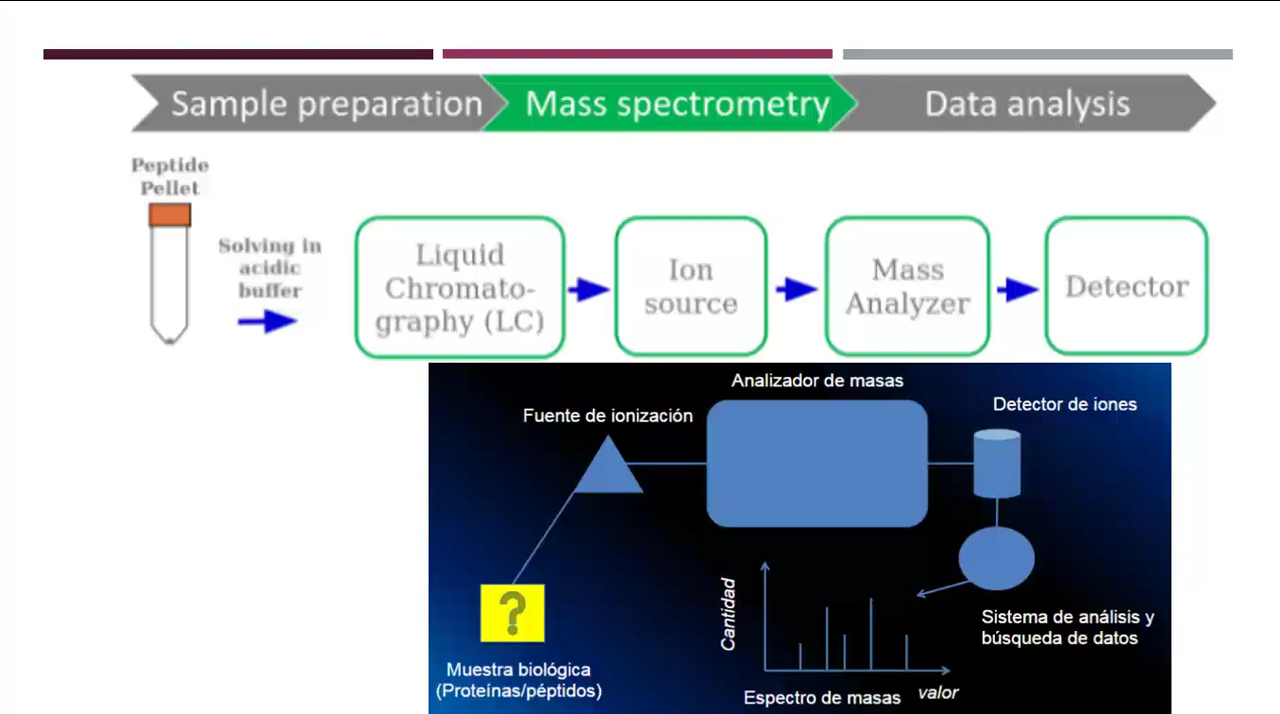 Sample preparation
Mass spectrometry
Data analysis
Peptide
Pellet
Solving in
acidic
buffer
Liquid
Chromato-
graphy (LC)
Ion
source
Mass
Analyzer
Detector
Analizador de masas
Fuente de ionización
Detector de iones
?
Muestra biológica
(Proteínas/péptidos)
Cantidad
Espectro de masas
valor
Sistema de análisis y
búsqueda de datos